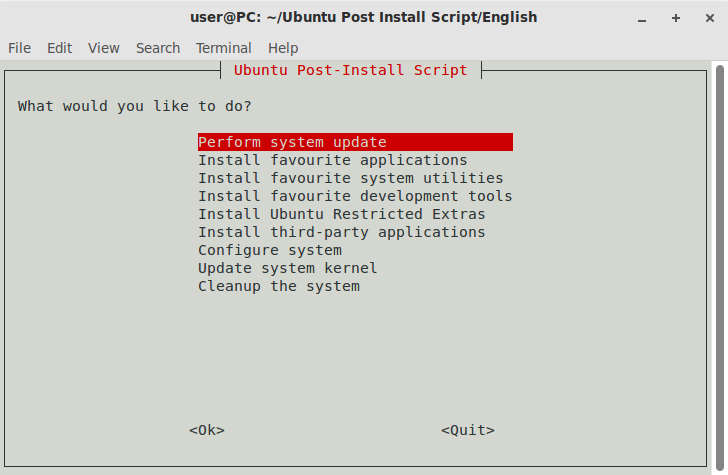 user@PC: ~/Ubuntu Post Install Script/English
File Edit View Search Terminal Help
Ubuntu Post-Install Script
What would you like to do?
Perform system update
Install favourite applications
Install favourite system utilities
Install favourite development tools
Install Ubuntu Restricted Extras
Install third-party applications
Configure system
Update system kernel
Cleanup the system
<Ok> <Quit>